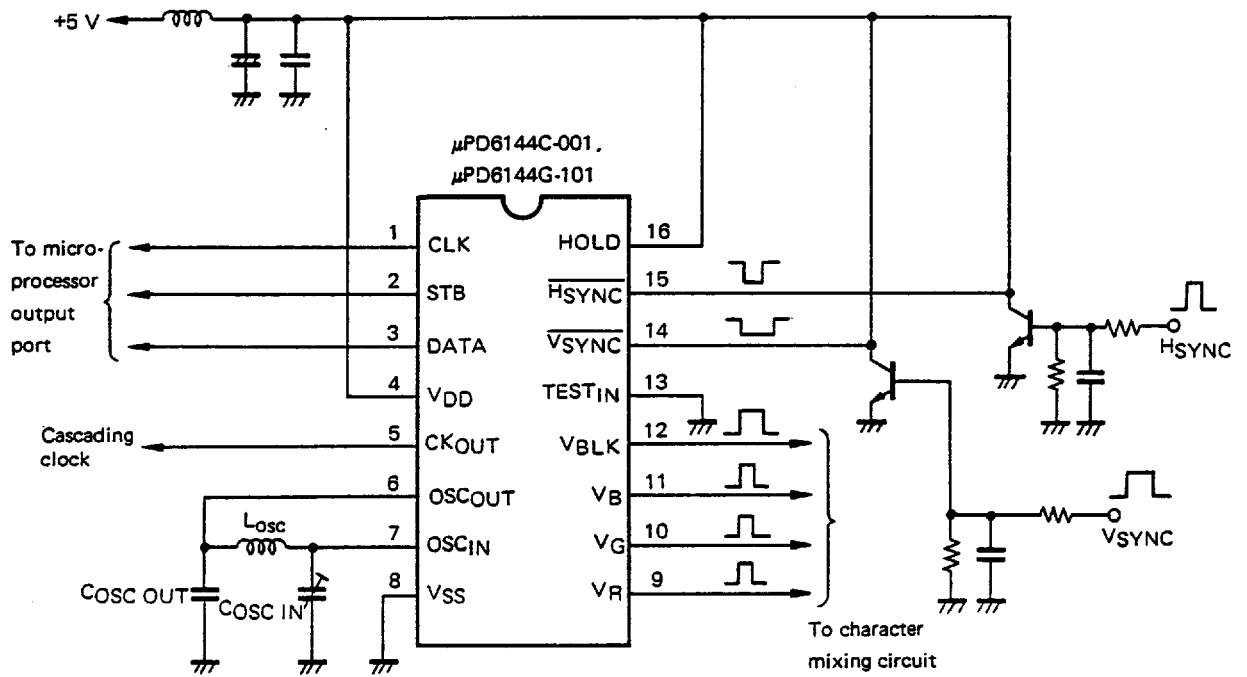 +5 V
μPD6144C-001,
μPD6144G-101
To micro-
processor
output
port
1 CLK
2 STB
3 DATA
4 VDD
Cascading
clock
5 CKOUT
6 OSCOUT
7 OSCIN
8 VSS
Losc
COSC OUT
COSC IN
HOLD 16
HSYNC 15
VSYNC 14
TESTIN 13
VBLK 12
VB 11
VG 10
VR 9
HSYNC
VSYNC
To character
mixing circuit